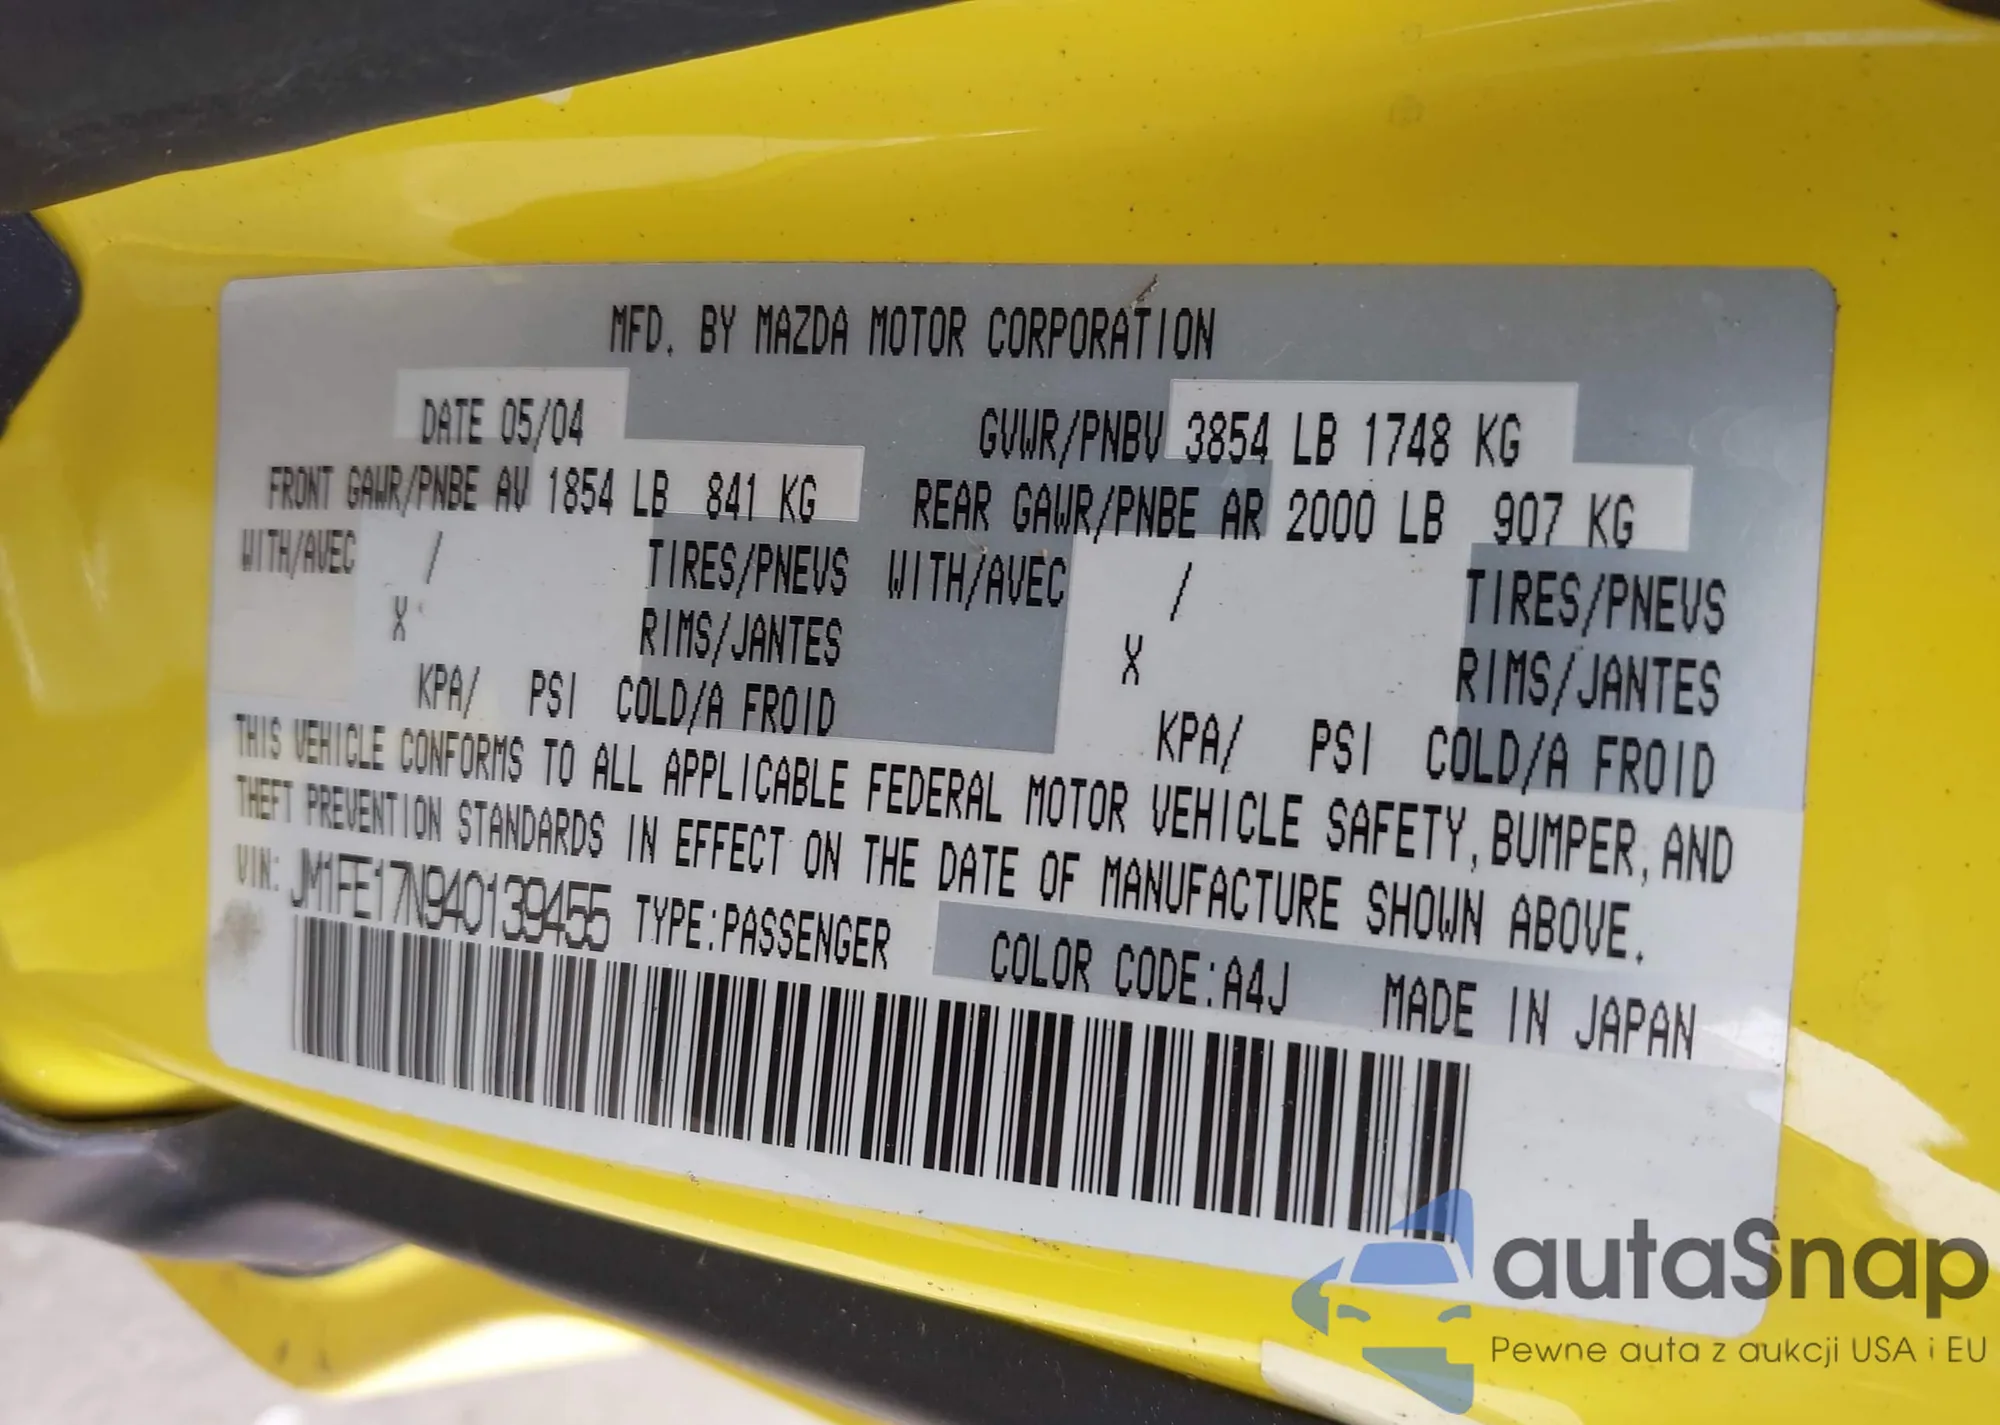 MFD. BY MAZDA MOTOR CORPORATION
DATE 05/04 GVWR/PNBV 3854 LB 1748 KG
FRONT GAWR/PNBE AV 1854 LB 841 KG REAR GAWR/PNBE AR 2000 LB 907 KG
WITH/AVEC / TIRES/PNEUS WITH/AVEC / TIRES/PNEUS
X RIMS/JANTES X RIMS/JANTES
KPA/ PSI COLD/A FROID KPA/ PSI COLD/A FROID
THIS VEHICLE CONFORMS TO ALL APPLICABLE FEDERAL MOTOR VEHICLE SAFETY, BUMPER, AND
THEFT PREVENTION STANDARDS IN EFFECT ON THE DATE OF MANUFACTURE SHOWN ABOVE.
VIN: JM1FE17N940139455 TYPE:PASSENGER COLOR CODE:A4J MADE IN JAPAN
autaSnap
Pewne auta z aukcji USA i EU